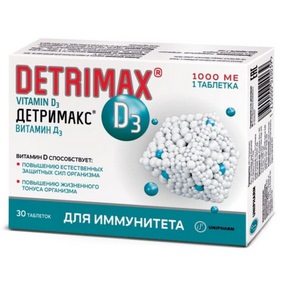 DETRIMAX®
VITAMIN D3
ДЕТРИМАКС®
ВИТАМИН Д3
D3
1000 МЕ
1 ТАБЛЕТКА
ВИТАМИН D СПОСОБСТВУЕТ:
• ПОВЫШЕНИЮ ЕСТЕСТВЕННЫХ
ЗАЩИТНЫХ СИЛ ОРГАНИЗМА
• ПОВЫШЕНИЮ ЖИЗНЕННОГО
ТОНУСА ОРГАНИЗМА
30 ТАБЛЕТОК
ДЛЯ ИММУНИТЕТА
UNIPHARM